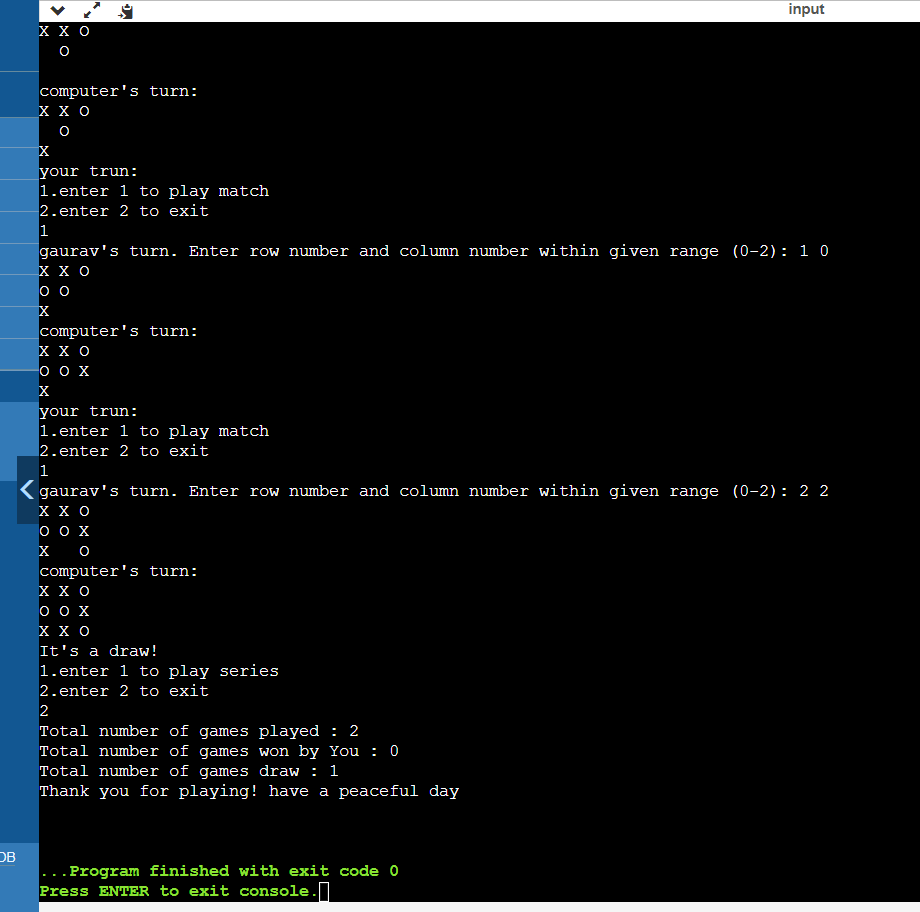 input
X X O
  O
computer's turn:
X X O
  O
X
your trun:
1.enter 1 to play match
2.enter 2 to exit
1
gaurav's turn. Enter row number and column number within given range (0-2): 1 0
X X O
O O
X
computer's turn:
X X O
O O X
X
your trun:
1.enter 1 to play match
2.enter 2 to exit
1
gaurav's turn. Enter row number and column number within given range (0-2): 2 2
X X O
O O X
X   O
computer's turn:
X X O
O O X
X X O
It's a draw!
1.enter 1 to play series
2.enter 2 to exit
2
Total number of games played : 2
Total number of games won by You : 0
Total number of games draw : 1
Thank you for playing! have a peaceful day
DB
...Program finished with exit code 0
Press ENTER to exit console.